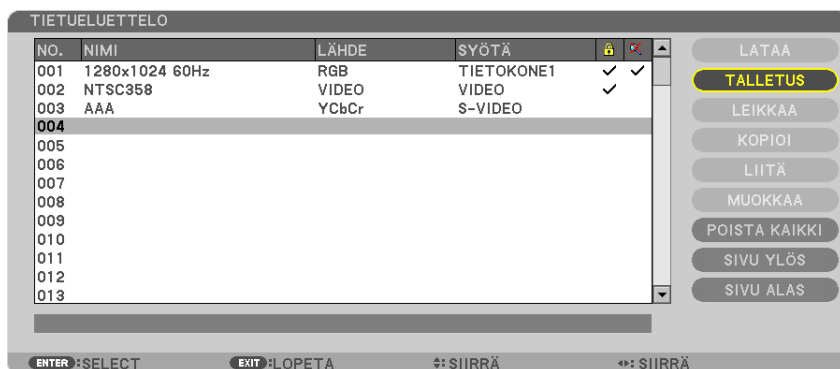 TIETUELUETTELO
NO. NIMI LÄHDE SYÖTÄ
001 1280x1024 60Hz RGB TIETOKONE1
002 NTSC358 VIDEO VIDEO
003 AAA YCbCr S-VIDEO
004
005
006
007
008
009
010
011
012
013
LATAA
TALLETUS
LEIKKAA
KOPIOI
LIITÄ
MUOKKAA
POISTA KAIKKI
SIVU YLÖS
SIVU ALAS
ENTER :SELECT EXIT :LOPETA :SIIRRÄ :SIIRRÄ